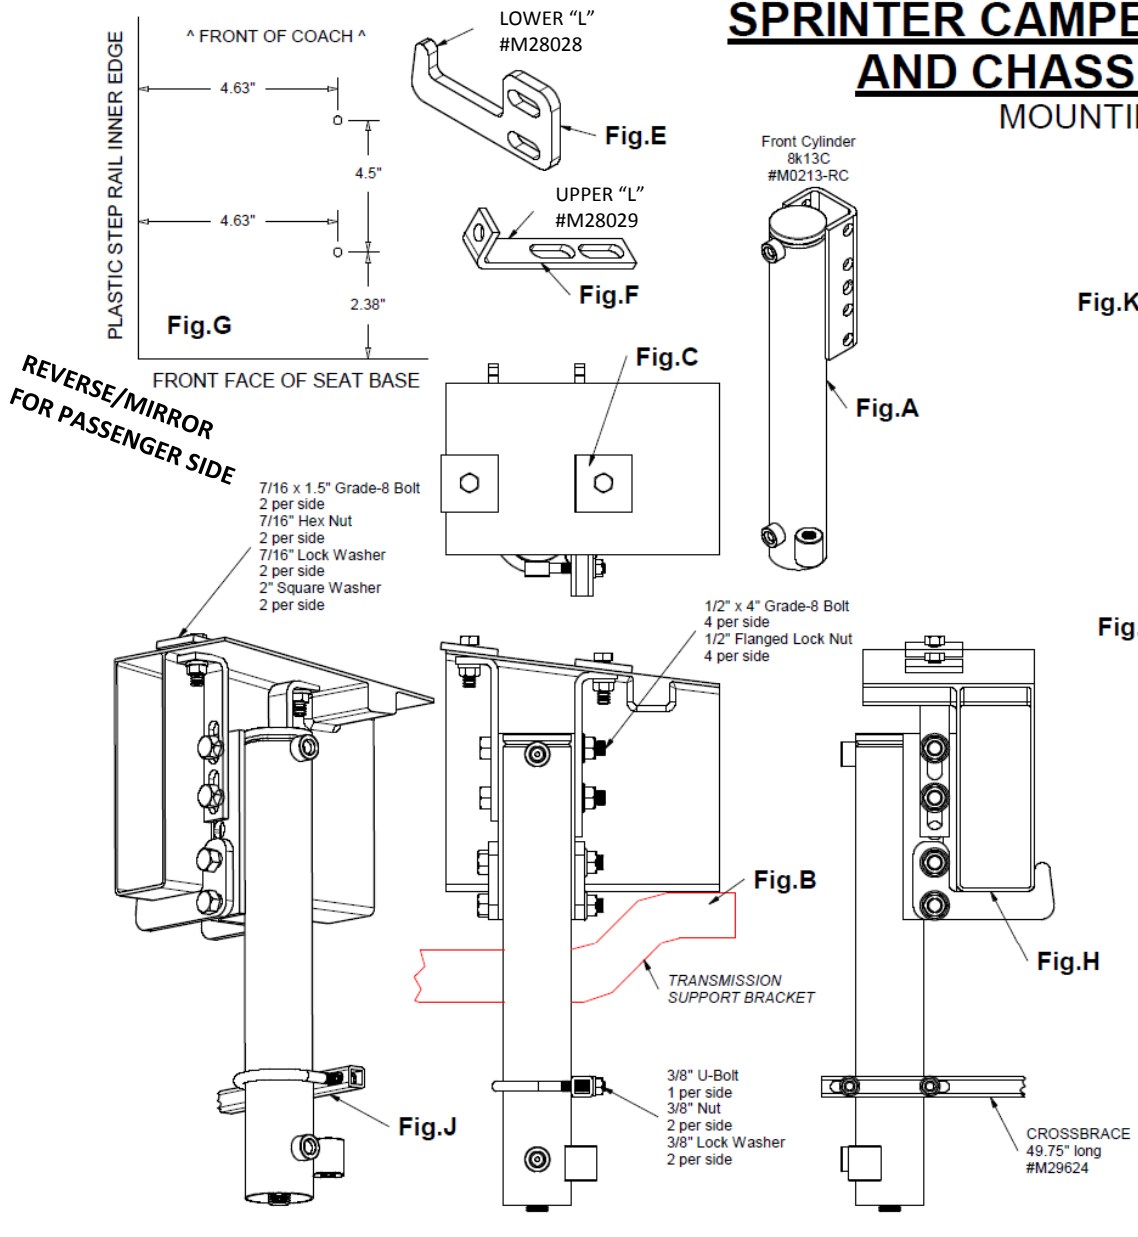 SPRINTER CAMPE
AND CHASS
MOUNTI
^ FRONT OF COACH ^
PLASTIC STEP RAIL INNER EDGE
4.63"
4.5"
4.63"
2.38"
Fig.G
FRONT FACE OF SEAT BASE
REVERSE/MIRROR
FOR PASSENGER SIDE
LOWER “L”
#M28028
Fig.E
UPPER “L”
#M28029
Fig.F
Front Cylinder
8k13C
#M0213-RC
Fig.A
Fig.K
Fig.C
7/16 x 1.5" Grade-8 Bolt
2 per side
7/16" Hex Nut
2 per side
7/16" Lock Washer
2 per side
2" Square Washer
2 per side
1/2" x 4" Grade-8 Bolt
4 per side
1/2" Flanged Lock Nut
4 per side
Fig.
Fig.B
TRANSMISSION
SUPPORT BRACKET
Fig.H
3/8" U-Bolt
1 per side
3/8" Nut
2 per side
3/8" Lock Washer
2 per side
Fig.J
CROSSBRACE
49.75" long
#M29624